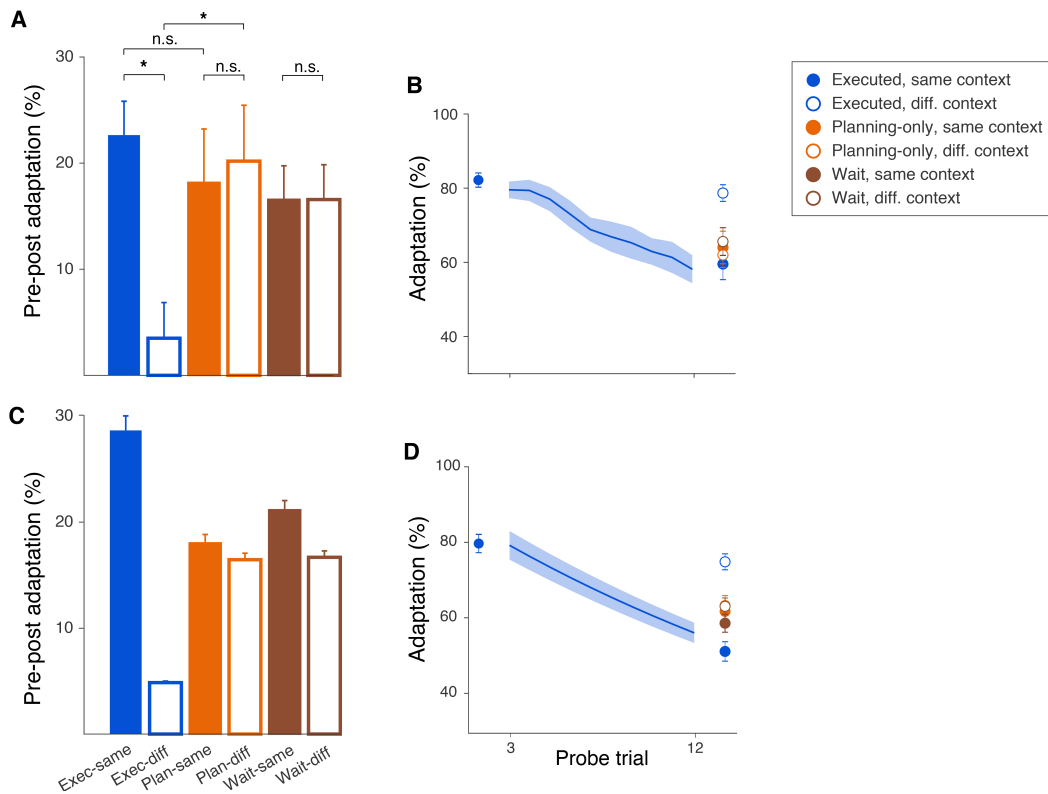 A
Pre-post adaptation (%)
30
20
10
*
n.s.
*
n.s.
n.s.
B
Adaptation (%)
100
80
60
40
Executed, same context
Executed, diff. context
Planning-only, same context
Planning-only, diff. context
Wait, same context
Wait, diff. context
C
Pre-post adaptation (%)
30
20
10
Exec-same
Exec-diff
Plan-same
Plan-diff
Wait-same
Wait-diff
D
Adaptation (%)
100
80
60
40
3
12
Probe trial